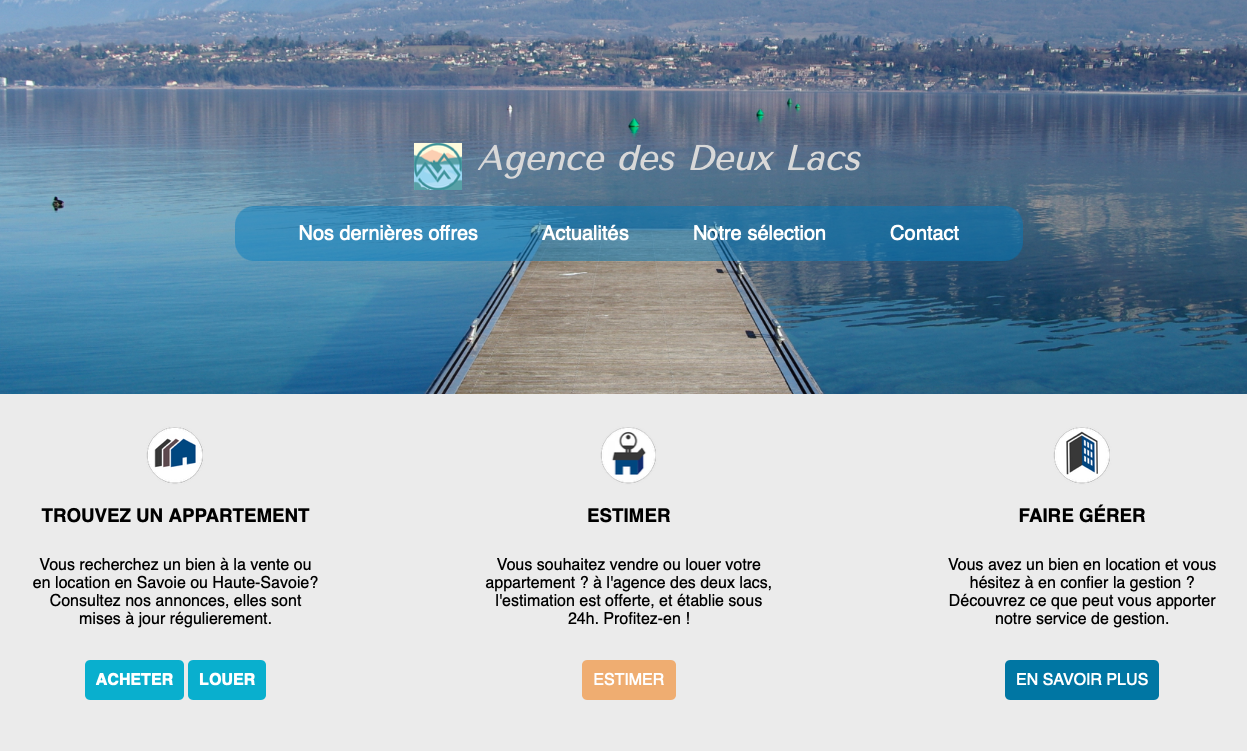 Agence des Deux Lacs
Nos dernières offres Actualités Notre sélection Contact
TROUVEZ UN APPARTEMENT
Vous recherchez un bien à la vente ou
en location en Savoie ou Haute-Savoie?
Consultez nos annonces, elles sont
mises à jour régulierement.
ACHETER LOUER
ESTIMER
Vous souhaitez vendre ou louer votre
appartement ? à l'agence des deux lacs,
l'estimation est offerte, et établie sous
24h. Profitez-en !
ESTIMER
FAIRE GÉRER
Vous avez un bien en location et vous
hésitez à en confier la gestion ?
Découvrez ce que peut vous apporter
notre service de gestion.
EN SAVOIR PLUS